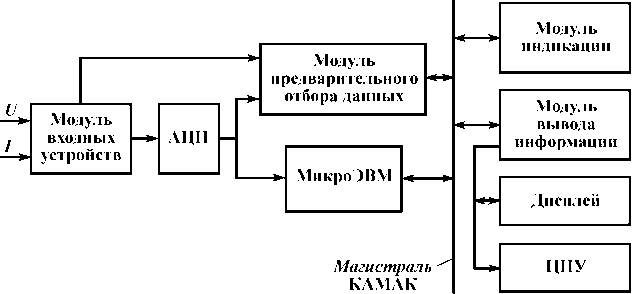 Модуль
индикации
Модуль
предварительного
отбора данных
U
I
Модуль
входных
устройств
АЦП
МикроЭВМ
Модуль
вывода
информации
Дисплей
ЦПУ
Магистраль
КАМАК